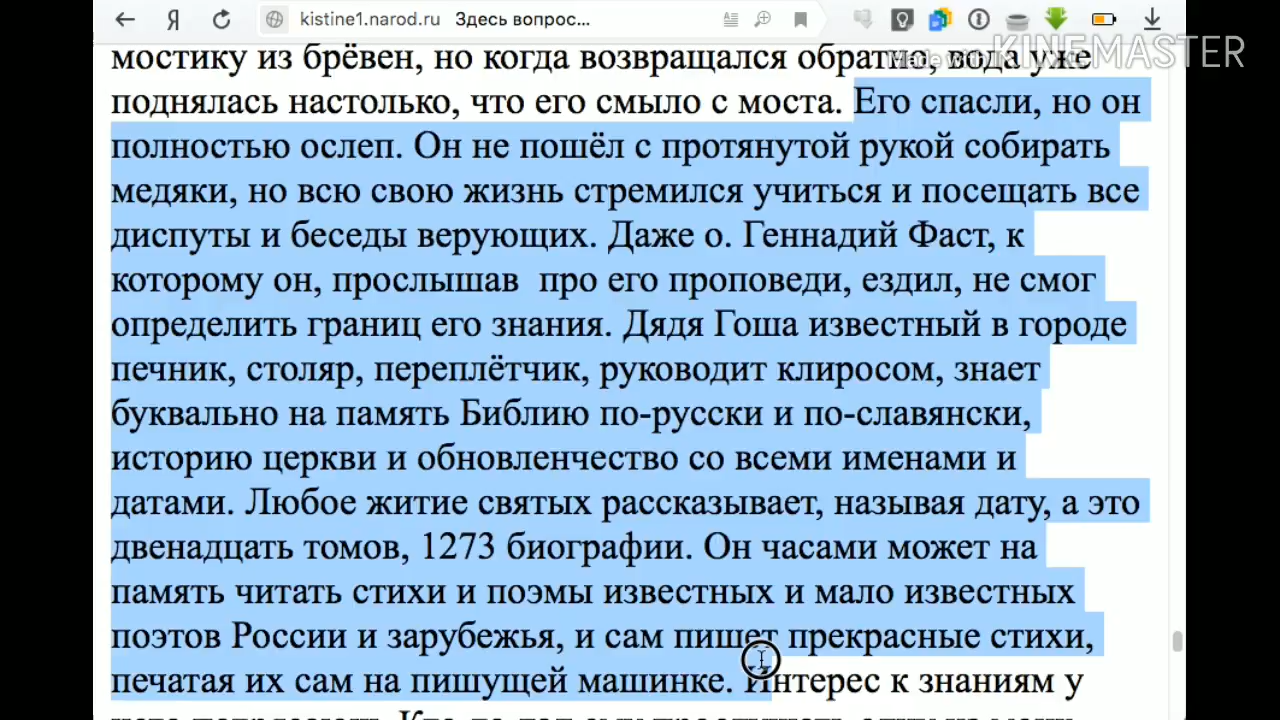 kistine1.narod.ru Здесь вопрос...
Made with KINEMASTER
мостику из брёвен, но когда возвращался обратно, вода уже
поднялась настолько, что его смыло с моста. Его спасли, но он
полностью ослеп. Он не пошёл с протянутой рукой собирать
медяки, но всю свою жизнь стремился учиться и посещать все
диспуты и беседы верующих. Даже о. Геннадий Фаст, к
которому он, прослышав про его проповеди, ездил, не смог
определить границ его знания. Дядя Гоша известный в городе
печник, столяр, переплётчик, руководит клиросом, знает
буквально на память Библию по-русски и по-славянски,
историю церкви и обновленчество со всеми именами и
датами. Любое житие святых рассказывает, называя дату, а это
двенадцать томов, 1273 биографии. Он часами может на
память читать стихи и поэмы известных и мало известных
поэтов России и зарубежья, и сам пишет прекрасные стихи,
печатая их сам на пишущей машинке. Интерес к знаниям у